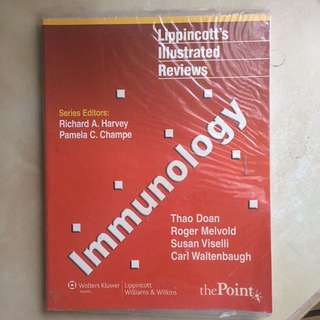 Lippincott's
Illustrated
Reviews
Series Editors:
Richard A. Harvey
Pamela C. Champe
Immunology
Thao Doan
Roger Melvold
Susan Viselli
Carl Waltenbaugh
Wolters Kluwer
Health
Lippincott
Williams & Wilkins
thePoint